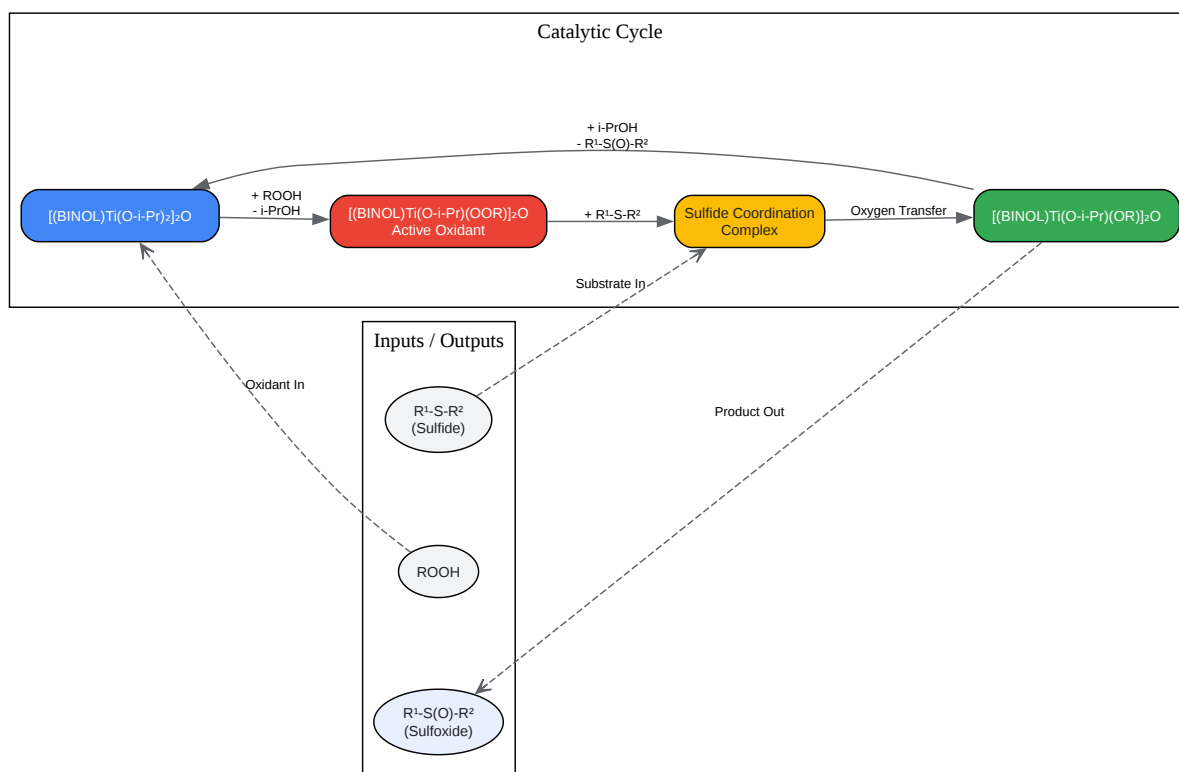 Catalytic Cycle
+ i-PrOH
- R¹-S(O)-R²
[(BINOL)Ti(O-i-Pr)₂]₂O
+ ROOH
- i-PrOH
[(BINOL)Ti(O-i-Pr)(OOR)]₂O
Active Oxidant
+ R¹-S-R²
Sulfide Coordination
Complex
Oxygen Transfer
[(BINOL)Ti(O-i-Pr)(OR)]₂O
Substrate In
Inputs / Outputs
Oxidant In
R¹-S-R²
(Sulfide)
Product Out
ROOH
R¹-S(O)-R²
(Sulfoxide)